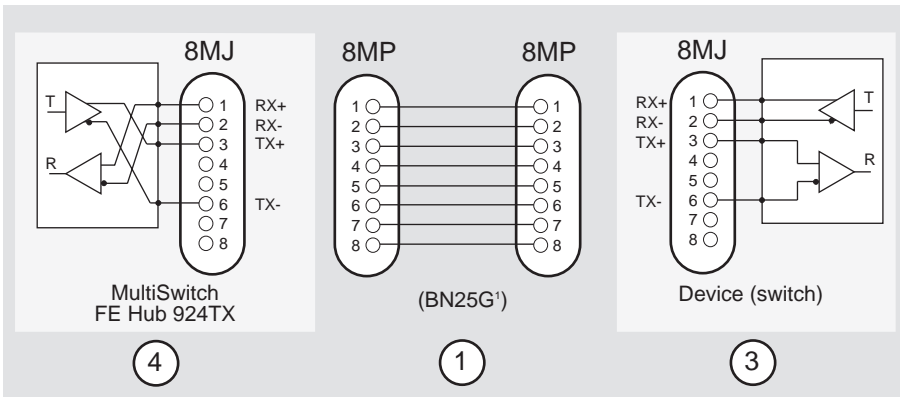 8MJ
T
R
1 RX+
2 RX-
3 TX+
4
5
6 TX-
7
8
MultiSwitch
FE Hub 924TX
4
8MP 8MP
1 1
2 2
3 3
4 4
5 5
6 6
7 7
8 8
(BN25G¹)
1
8MJ
RX+ 1
RX- 2
TX+ 3
4
5
TX- 6
7
8
T
R
Device (switch)
3